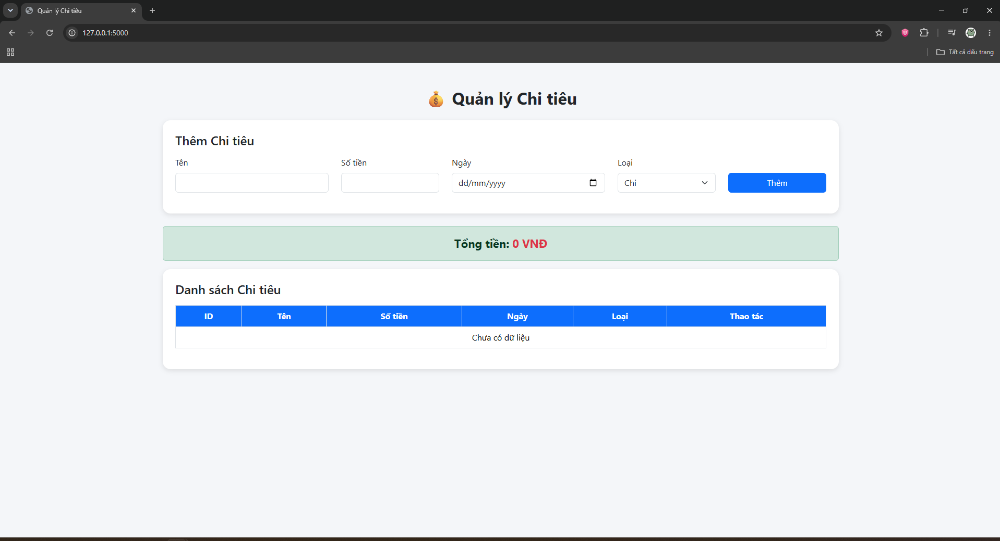 Quản lý Chi tiêu
127.0.0.1:5000
Tất cả dấu trang
💰 Quản lý Chi tiêu
Thêm Chi tiêu
Tên Số tiền Ngày Loại
dd/mm/yyyy Chi Thêm
Tổng tiền: 0 VNĐ
Danh sách Chi tiêu
ID Tên Số tiền Ngày Loại Thao tác
Chưa có dữ liệu